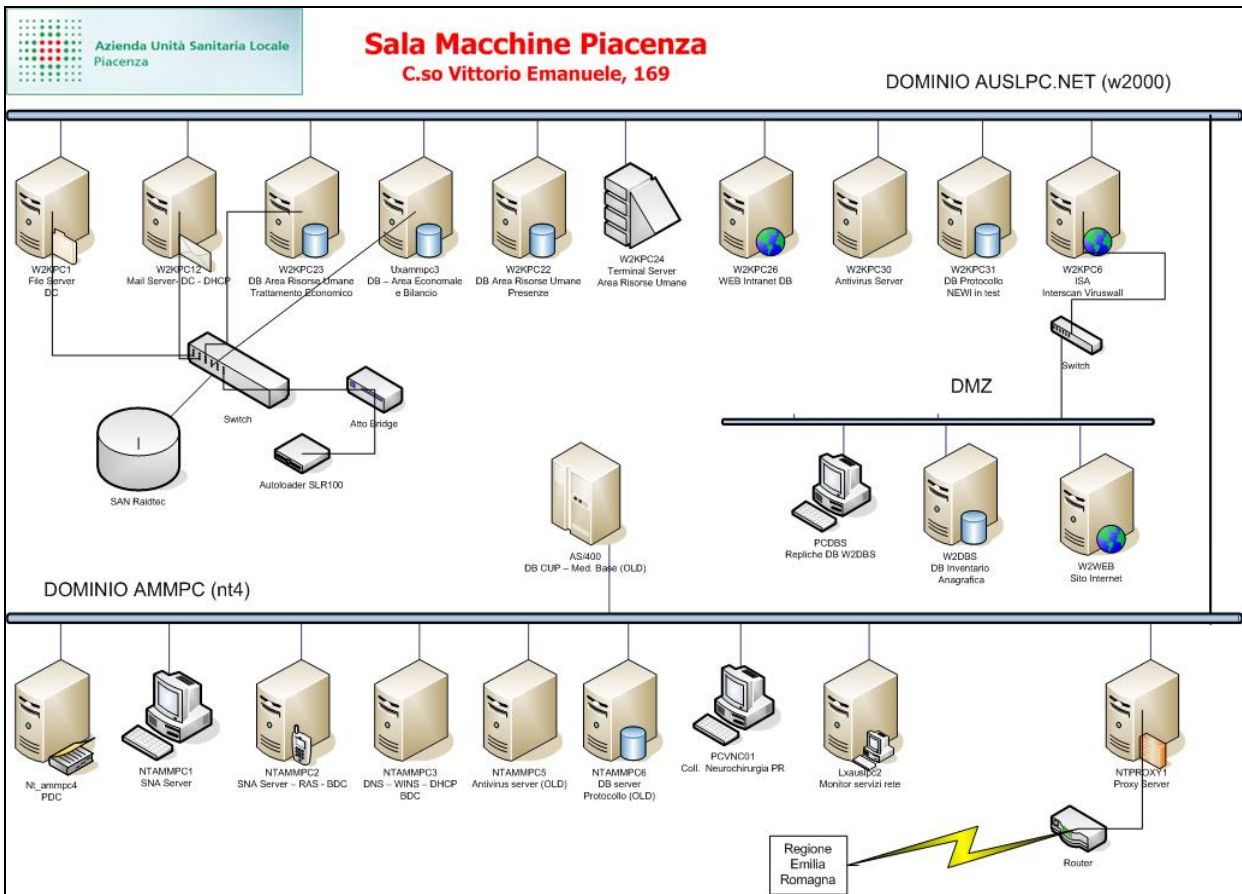 Azienda Unità Sanitaria Locale
Piacenza
Sala Macchine Piacenza
C.so Vittorio Emanuele, 169
DOMINIO AUSLPC.NET (w2000)
W2KPC1
File Server
DC
W2KPC12
Mail Server- DC - DHCP
W2KPC23
DB Area Risorse Umane
Trattamento Economico
Uxammpc3
DB – Area Economale
e Bilancio
W2KPC22
DB Area Risorse Umane
Presenze
W2KPC24
Terminal Server
Area Risorse Umane
W2KPC26
WEB Intranet DB
W2KPC30
Antivirus Server
W2KPC31
DB Protocollo
NEWI in test
W2KPC6
ISA
Interscan Viruswall
Switch
Switch
Atto Bridge
Autoloader SLR100
SAN Raidtec
DMZ
AS/400
DB CUP – Med. Base (OLD)
PCDBS
Repliche DB W2DBS
W2DBS
DB Inventario
Anagrafica
W2WEB
Sito Internet
DOMINIO AMMPC (nt4)
Nt_ammpc4
PDC
NTAMMPC1
SNA Server
NTAMMPC2
SNA Server – RAS - BDC
NTAMMPC3
DNS – WINS – DHCP
BDC
NTAMMPC5
Antivirus server (OLD)
NTAMMPC6
DB server
Protocollo (OLD)
PCVNC01
Coll. Neurochirurgia PR
Lxauslpc2
Monitor servizi rete
NTPROXY1
Proxy Server
Router
Regione
Emilia
Romagna